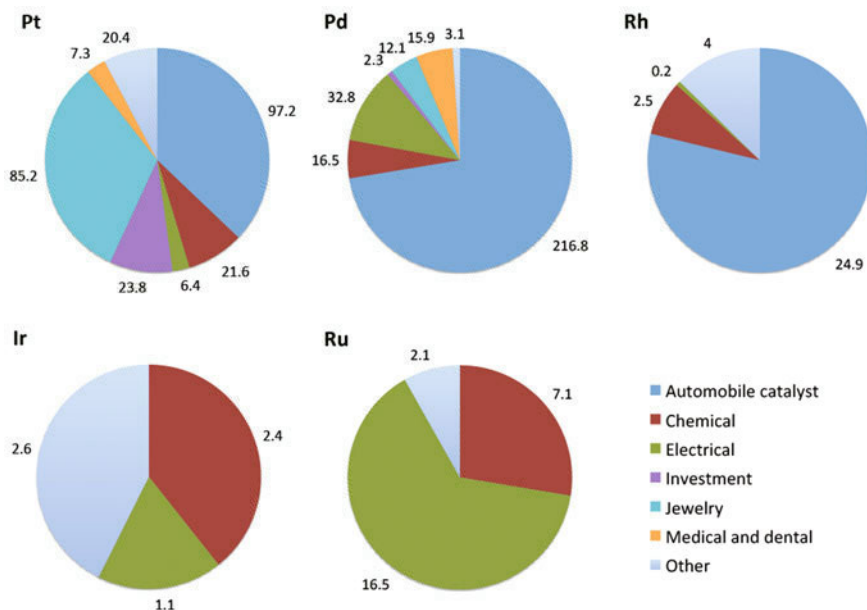 Pt
7.3
20.4
97.2
85.2
23.8
6.4
21.6
Pd
3.1
15.9
12.1
2.3
32.8
16.5
216.8
Rh
4
0.2
2.5
24.9
Ir
2.6
2.4
1.1
Ru
2.1
7.1
16.5
Automobile catalyst
Chemical
Electrical
Investment
Jewelry
Medical and dental
Other